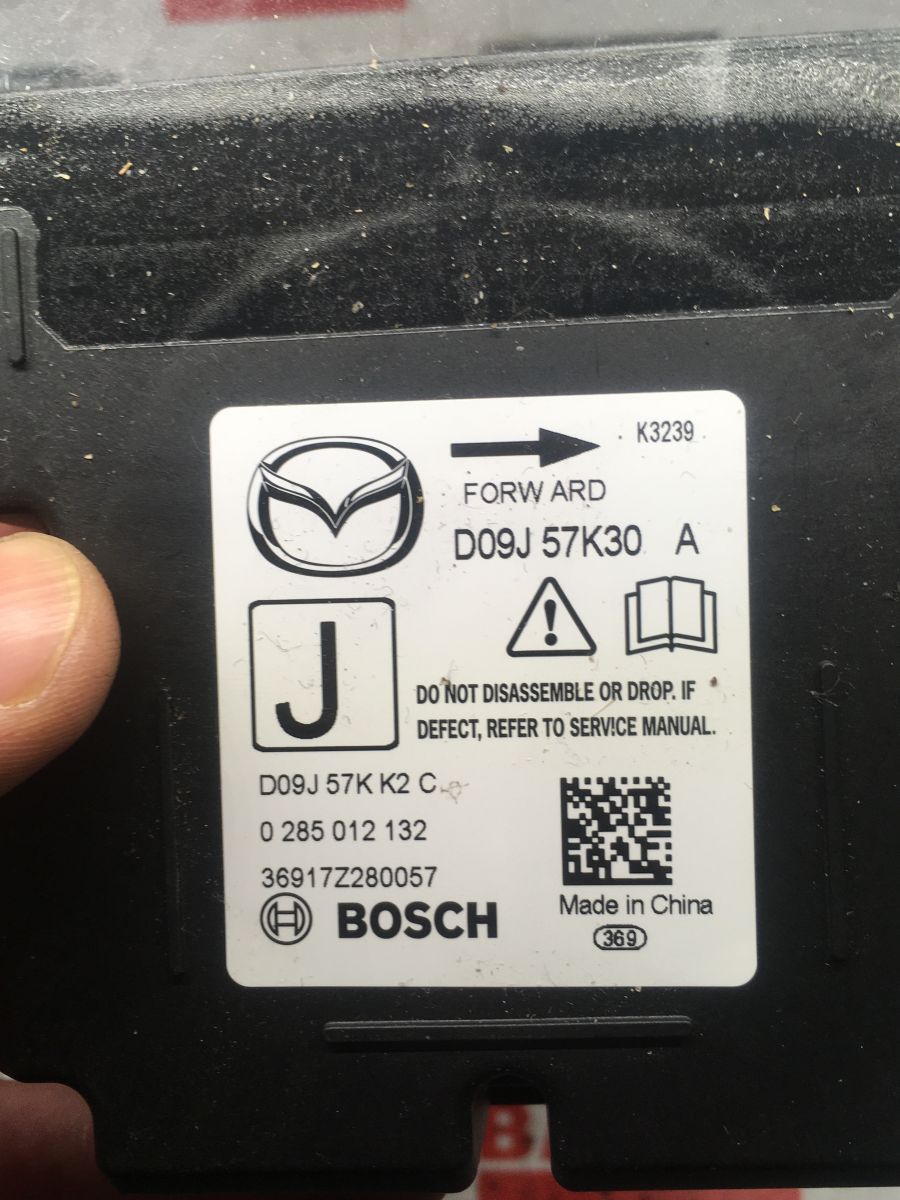 K3239
FORWARD
D09J 57K30 A
J
DO NOT DISASSEMBLE OR DROP. IF
DEFECT, REFER TO SERVICE MANUAL.
D09J 57K K2 C
0 285 012 132
36917Z280057
BOSCH
Made in China
369